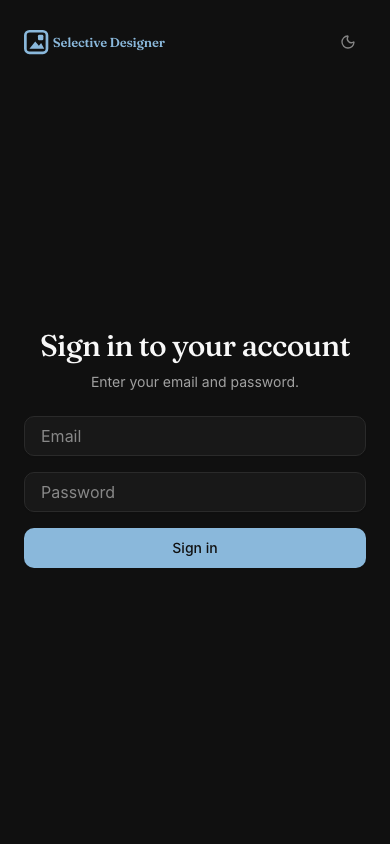 Selective Designer
Sign in to your account
Enter your email and password.
Email
Password
Sign in